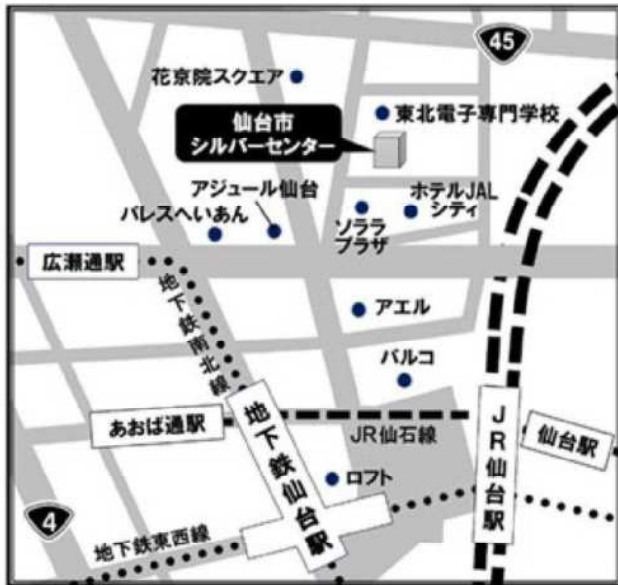 45
花京院スクエア
東北電子専門学校
仙台市
シルバーセンター
アジュール仙台
パレスへいあん
ホテルJAL
シティ
ソララ
プラザ
広瀬通駅
地下鉄南北線
アエル
パルコ
あおば通駅
JR仙石線
地下鉄仙台駅
JR仙台駅
仙台駅
ロフト
4
地下鉄東西線